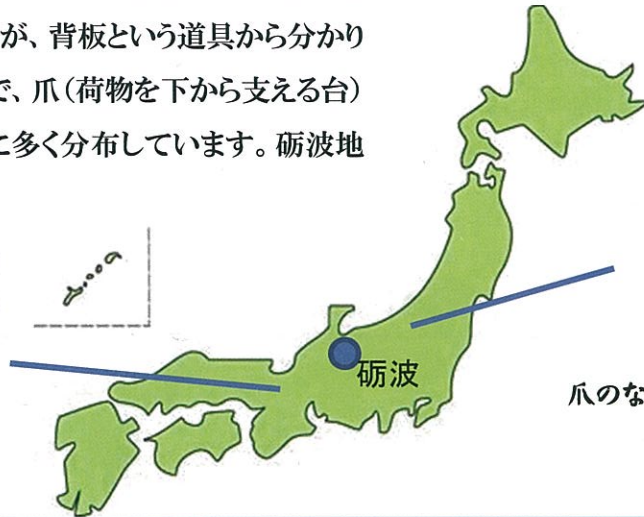 が、背板という道具から分かり
で、爪（荷物を下から支える台）
に多く分布しています。砺波地
砺波
爪のな